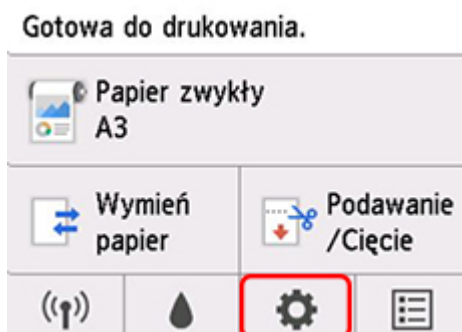 Gotowa do drukowania.
Papier zwykły
A3
Wymień
papier
Podawanie
/Cięcie